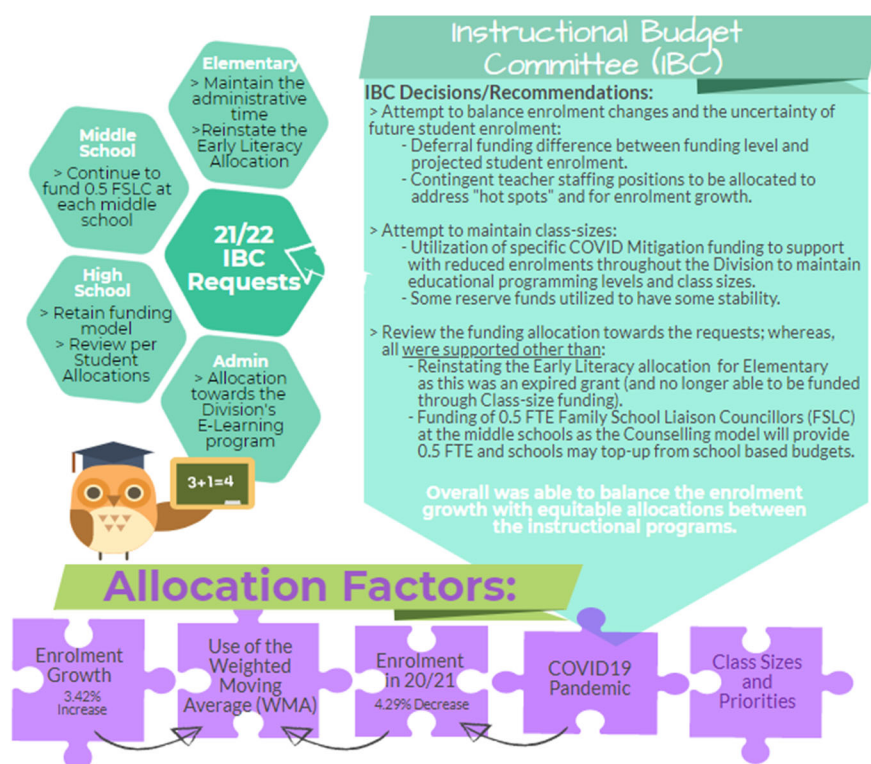 Elementary
> Maintain the
administrative
time
>Reinstate the
Early Literacy
Allocation
Middle
School
> Continue to
fund 0.5 FSLC at
each middle
school
21/22
IBC
Requests
High
School
> Retain funding
model
> Review per
Student
Allocations
Admin
> Allocation
towards the
Division's
E-Learning
program
3+1=4
Instructional Budget
Committee (IBC)
IBC Decisions/Recommendations:
> Attempt to balance enrolment changes and the uncertainty of
future student enrolment:
- Deferral funding difference between funding level and
projected student enrolment.
- Contingent teacher staffing positions to be allocated to
address "hot spots" and for enrolment growth.
> Attempt to maintain class-sizes:
- Utilization of specific COVID Mitigation funding to support
with reduced enrolments throughout the Division to maintain
educational programming levels and class sizes.
- Some reserve funds utilized to have some stability.
> Review the funding allocation towards the requests; whereas,
all were supported other than:
- Reinstating the Early Literacy allocation for Elementary
as this was an expired grant (and no longer able to be funded
through Class-size funding).
- Funding of 0.5 FTE Family School Liaison Councillors (FSLC)
at the middle schools as the Counselling model will provide
0.5 FTE and schools may top-up from school based budgets.
Overall was able to balance the enrolment
growth with equitable allocations between
the instructional programs.
Allocation Factors:
Enrolment
Growth
3.42%
Increase
Use of the
Weighted
Moving
Average (WMA)
Enrolment
in 20/21
4.29% Decrease
COVID19
Pandemic
Class Sizes
and
Priorities